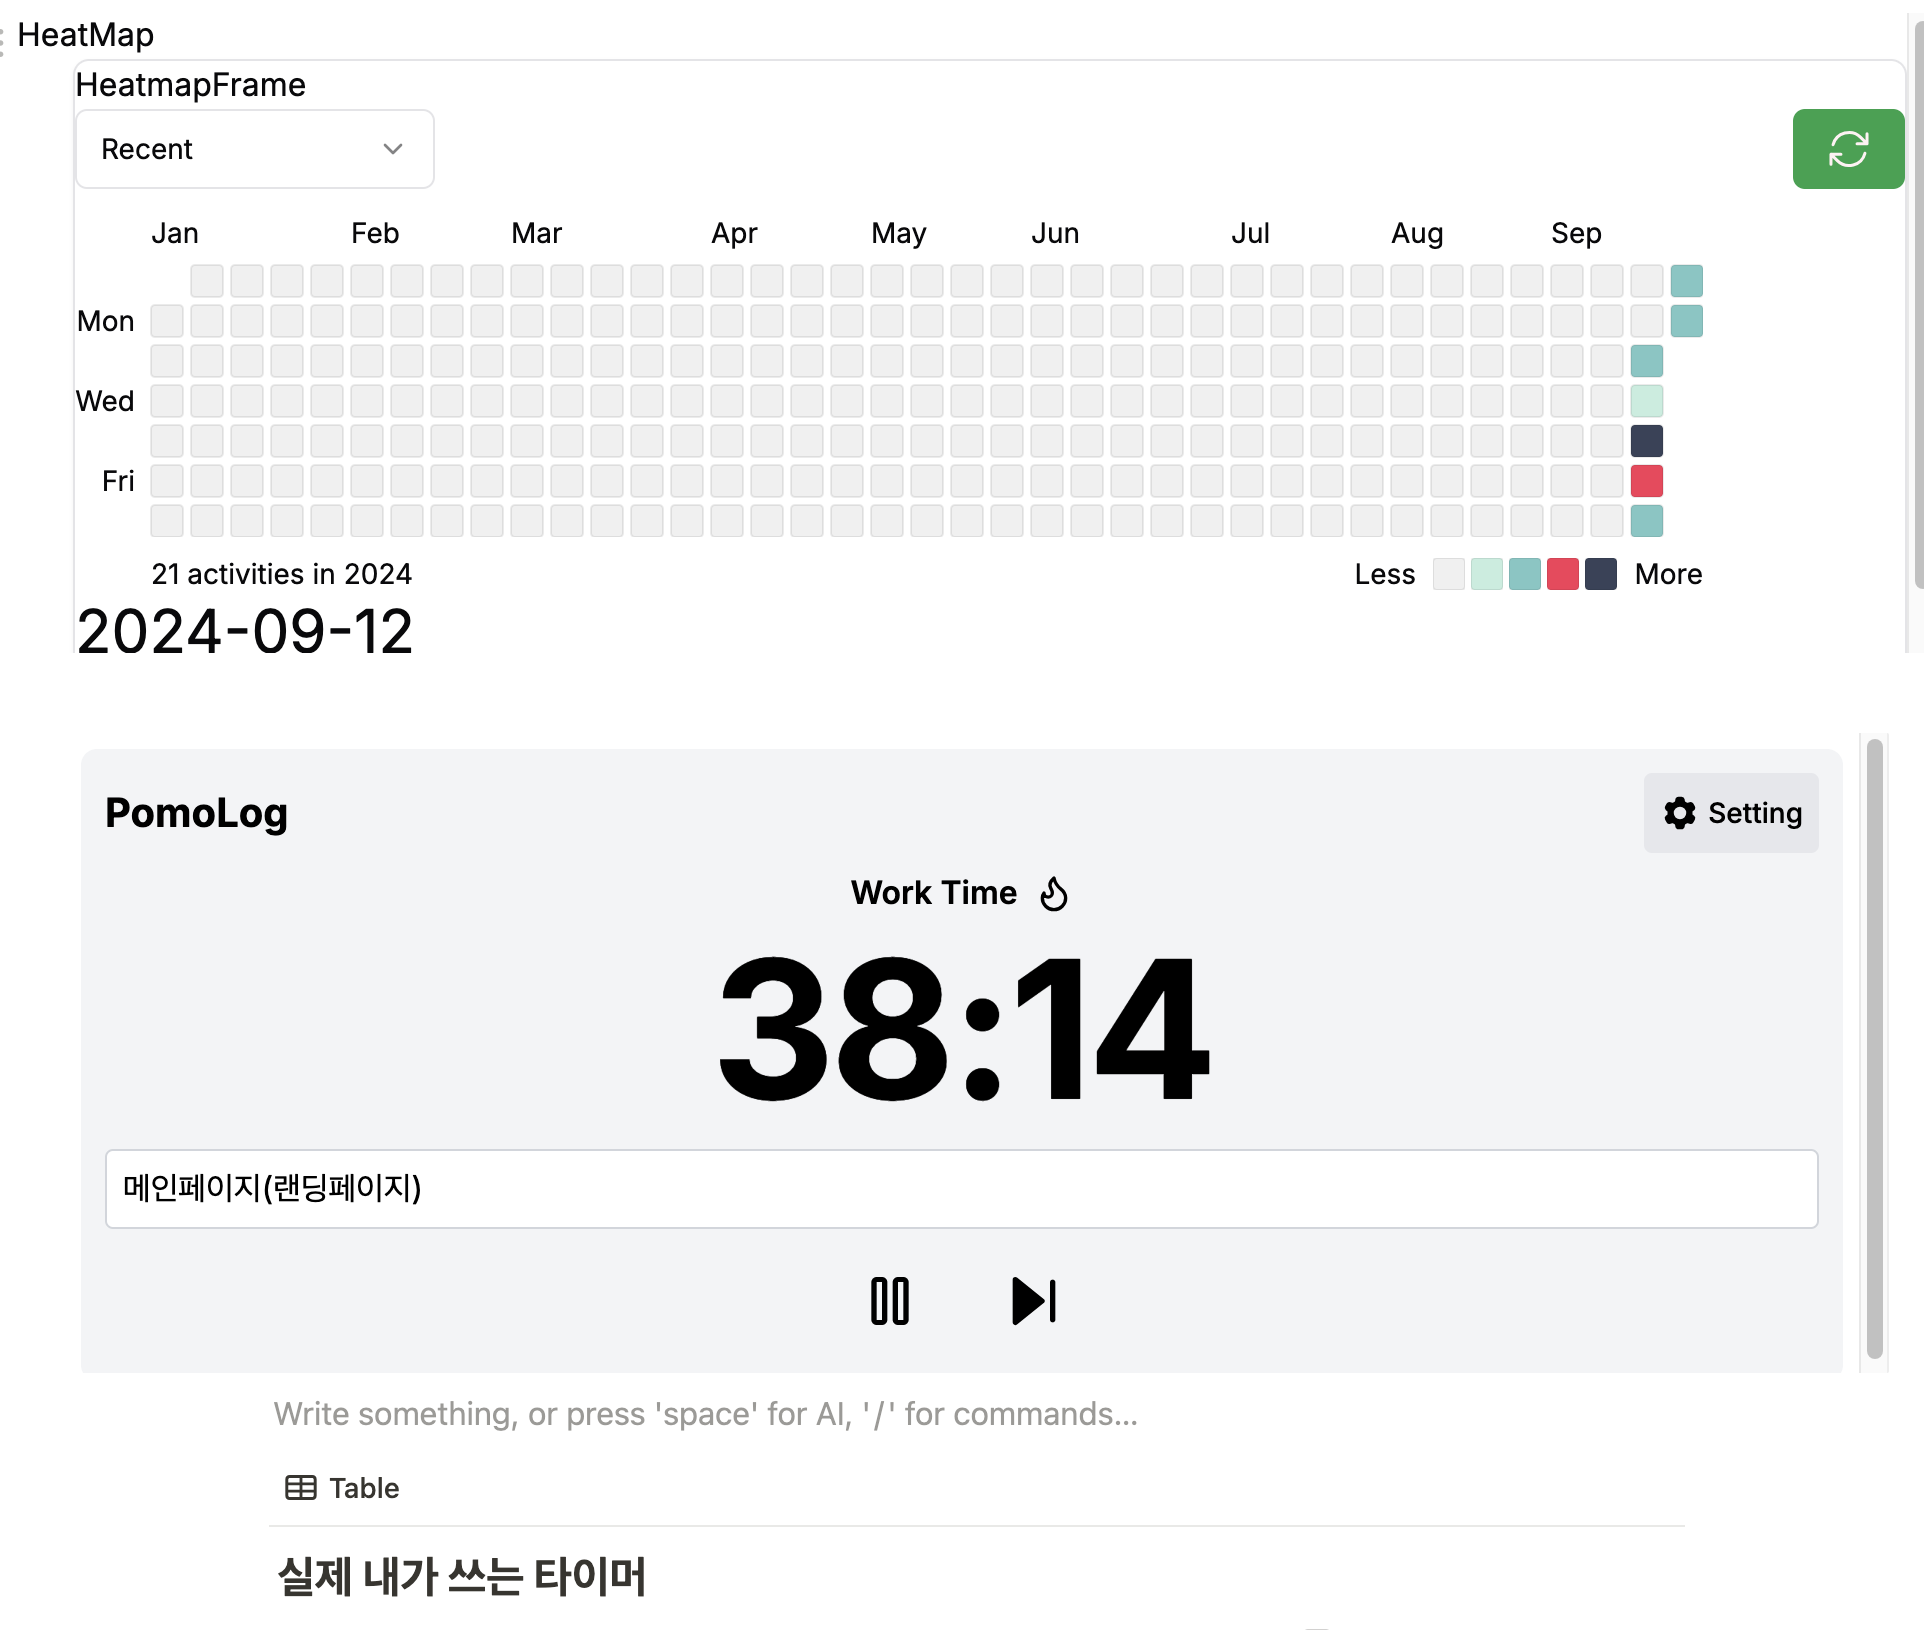 HeatMap
HeatmapFrame
Recent
Jan Feb Mar Apr May Jun Jul Aug Sep
Mon
Wed
Fri
21 activities in 2024 Less More
2024-09-12
PomoLog Setting
Work Time
38:14
메인페이지(랜딩페이지)
Write something, or press 'space' for AI, '/' for commands...
Table
실제 내가 쓰는 타이머